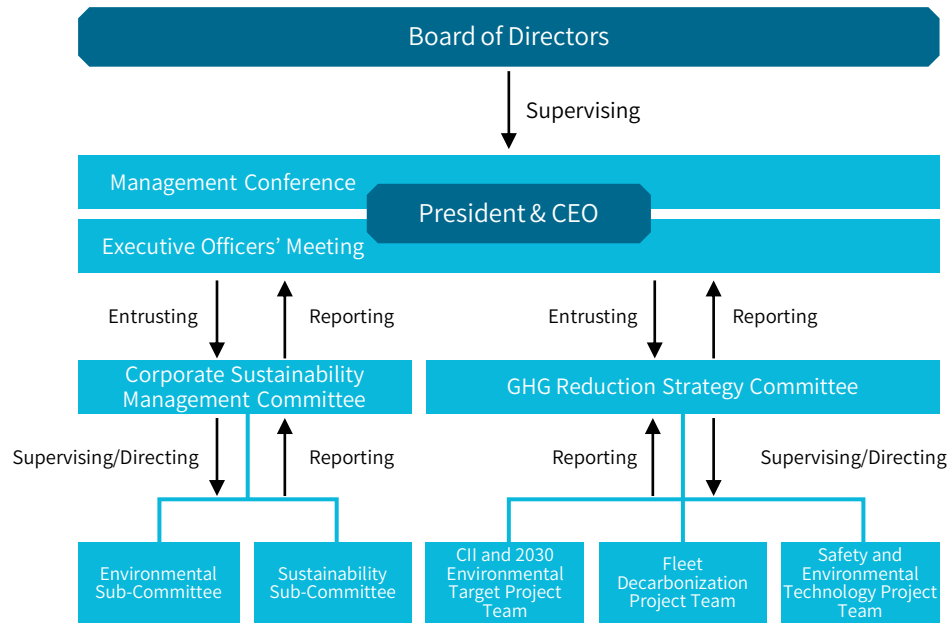 Board of Directors
Supervising
Management Conference
President & CEO
Executive Officers’ Meeting
Entrusting
Reporting
Entrusting
Reporting
Corporate Sustainability
Management Committee
GHG Reduction Strategy Committee
Supervising/Directing
Reporting
Reporting
Supervising/Directing
Environmental
Sub-Committee
Sustainability
Sub-Committee
CII and 2030
Environmental
Target Project
Team
Fleet
Decarbonization
Project Team
Safety and
Environmental
Technology Project
Team